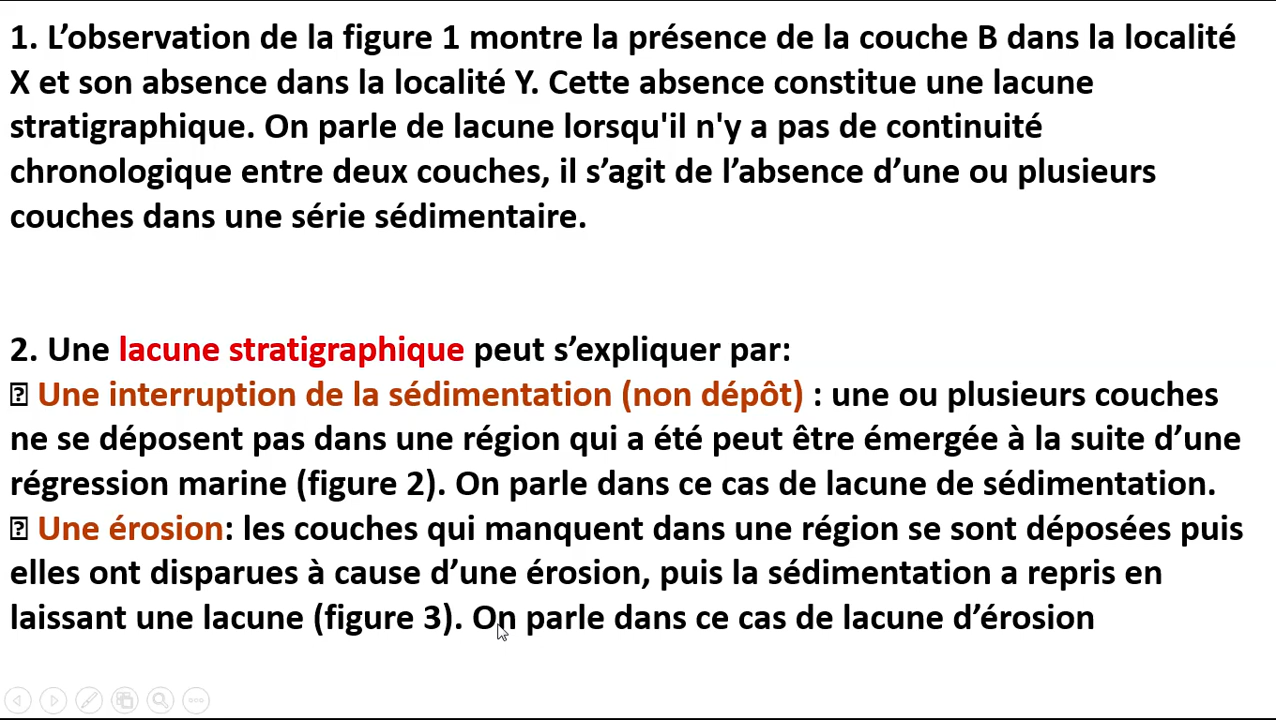 1. L’observation de la figure 1 montre la présence de la couche B dans la localité
X et son absence dans la localité Y. Cette absence constitue une lacune
stratigraphique. On parle de lacune lorsqu'il n'y a pas de continuité
chronologique entre deux couches, il s’agit de l’absence d’une ou plusieurs
couches dans une série sédimentaire.
2. Une lacune stratigraphique peut s’expliquer par:
⍰ Une interruption de la sédimentation (non dépôt) : une ou plusieurs couches
ne se déposent pas dans une région qui a été peut être émergée à la suite d’une
régression marine (figure 2). On parle dans ce cas de lacune de sédimentation.
⍰ Une érosion: les couches qui manquent dans une région se sont déposées puis
elles ont disparues à cause d’une érosion, puis la sédimentation a repris en
laissant une lacune (figure 3). On parle dans ce cas de lacune d’érosion